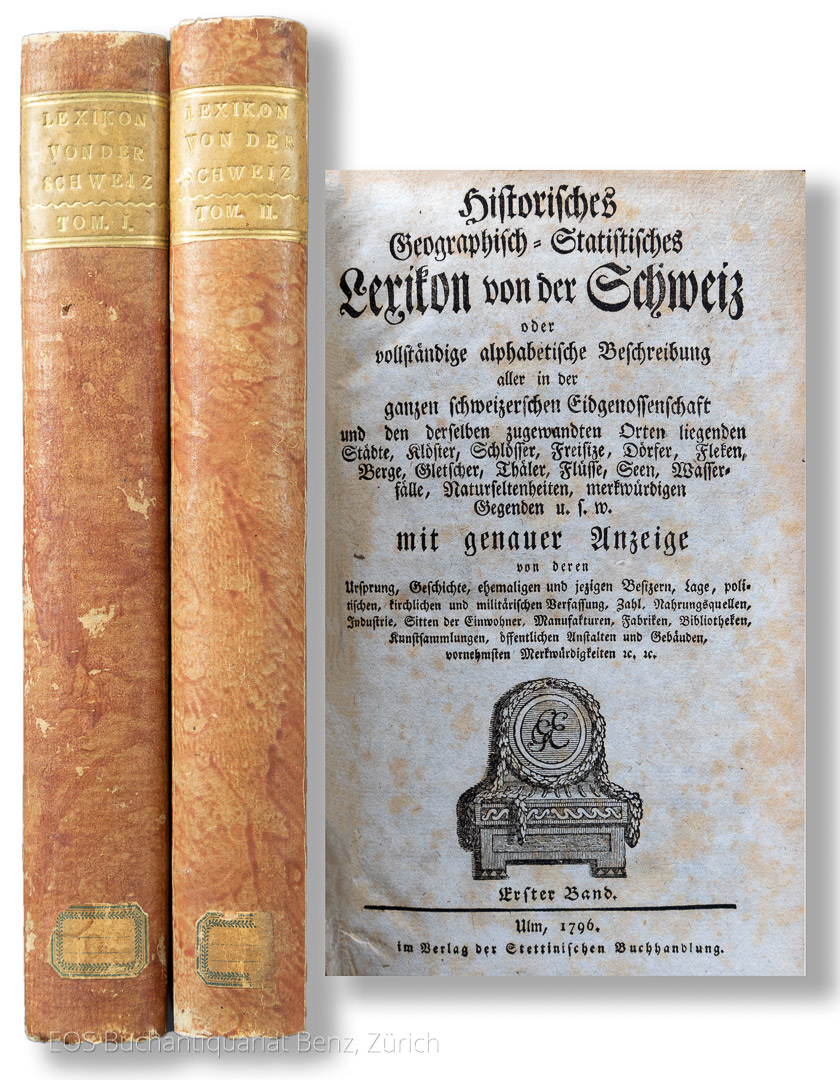 LEXIKON
VON DER
SCHWEIZ
TOM. I.
LEXIKON
VON DER
SCHWEIZ
TOM. II.
Historisches
Geographisch = Statistisches
Lexikon von der Schweiz
oder
vollständige alphabetische Beschreibung
aller in der
ganzen schweizerschen Eidgenossenschaft
und den derselben zugewandten Orten liegenden
Städte, Klöster, Schlösser, Freisize, Dörfer, Fleken,
Berge, Gletscher, Thäler, Flüsse, Seen, Wasser=
fälle, Naturseltenheiten, merkwürdigen
Gegenden u. s. w.
mit genauer Anzeige
von deren
Ursprung, Geschichte, ehemaligen und jezigen Besizern, Lage, poli=
tischen, kirchlichen und militärischen Verfassung, Zahl, Nahrungsquellen,
Industrie, Sitten der Einwohner, Manufakturen, Fabriken, Bibliotheken,
Kunstsammlungen, öffentlichen Anstalten und Gebäuden,
vornehmsten Merkwürdigkeiten ꝛc. ꝛc.
Erster Band.
Ulm, 1796.
im Verlag der Stettinischen Buchhandlung.
EOS Buchantiquariat Benz, Zürich